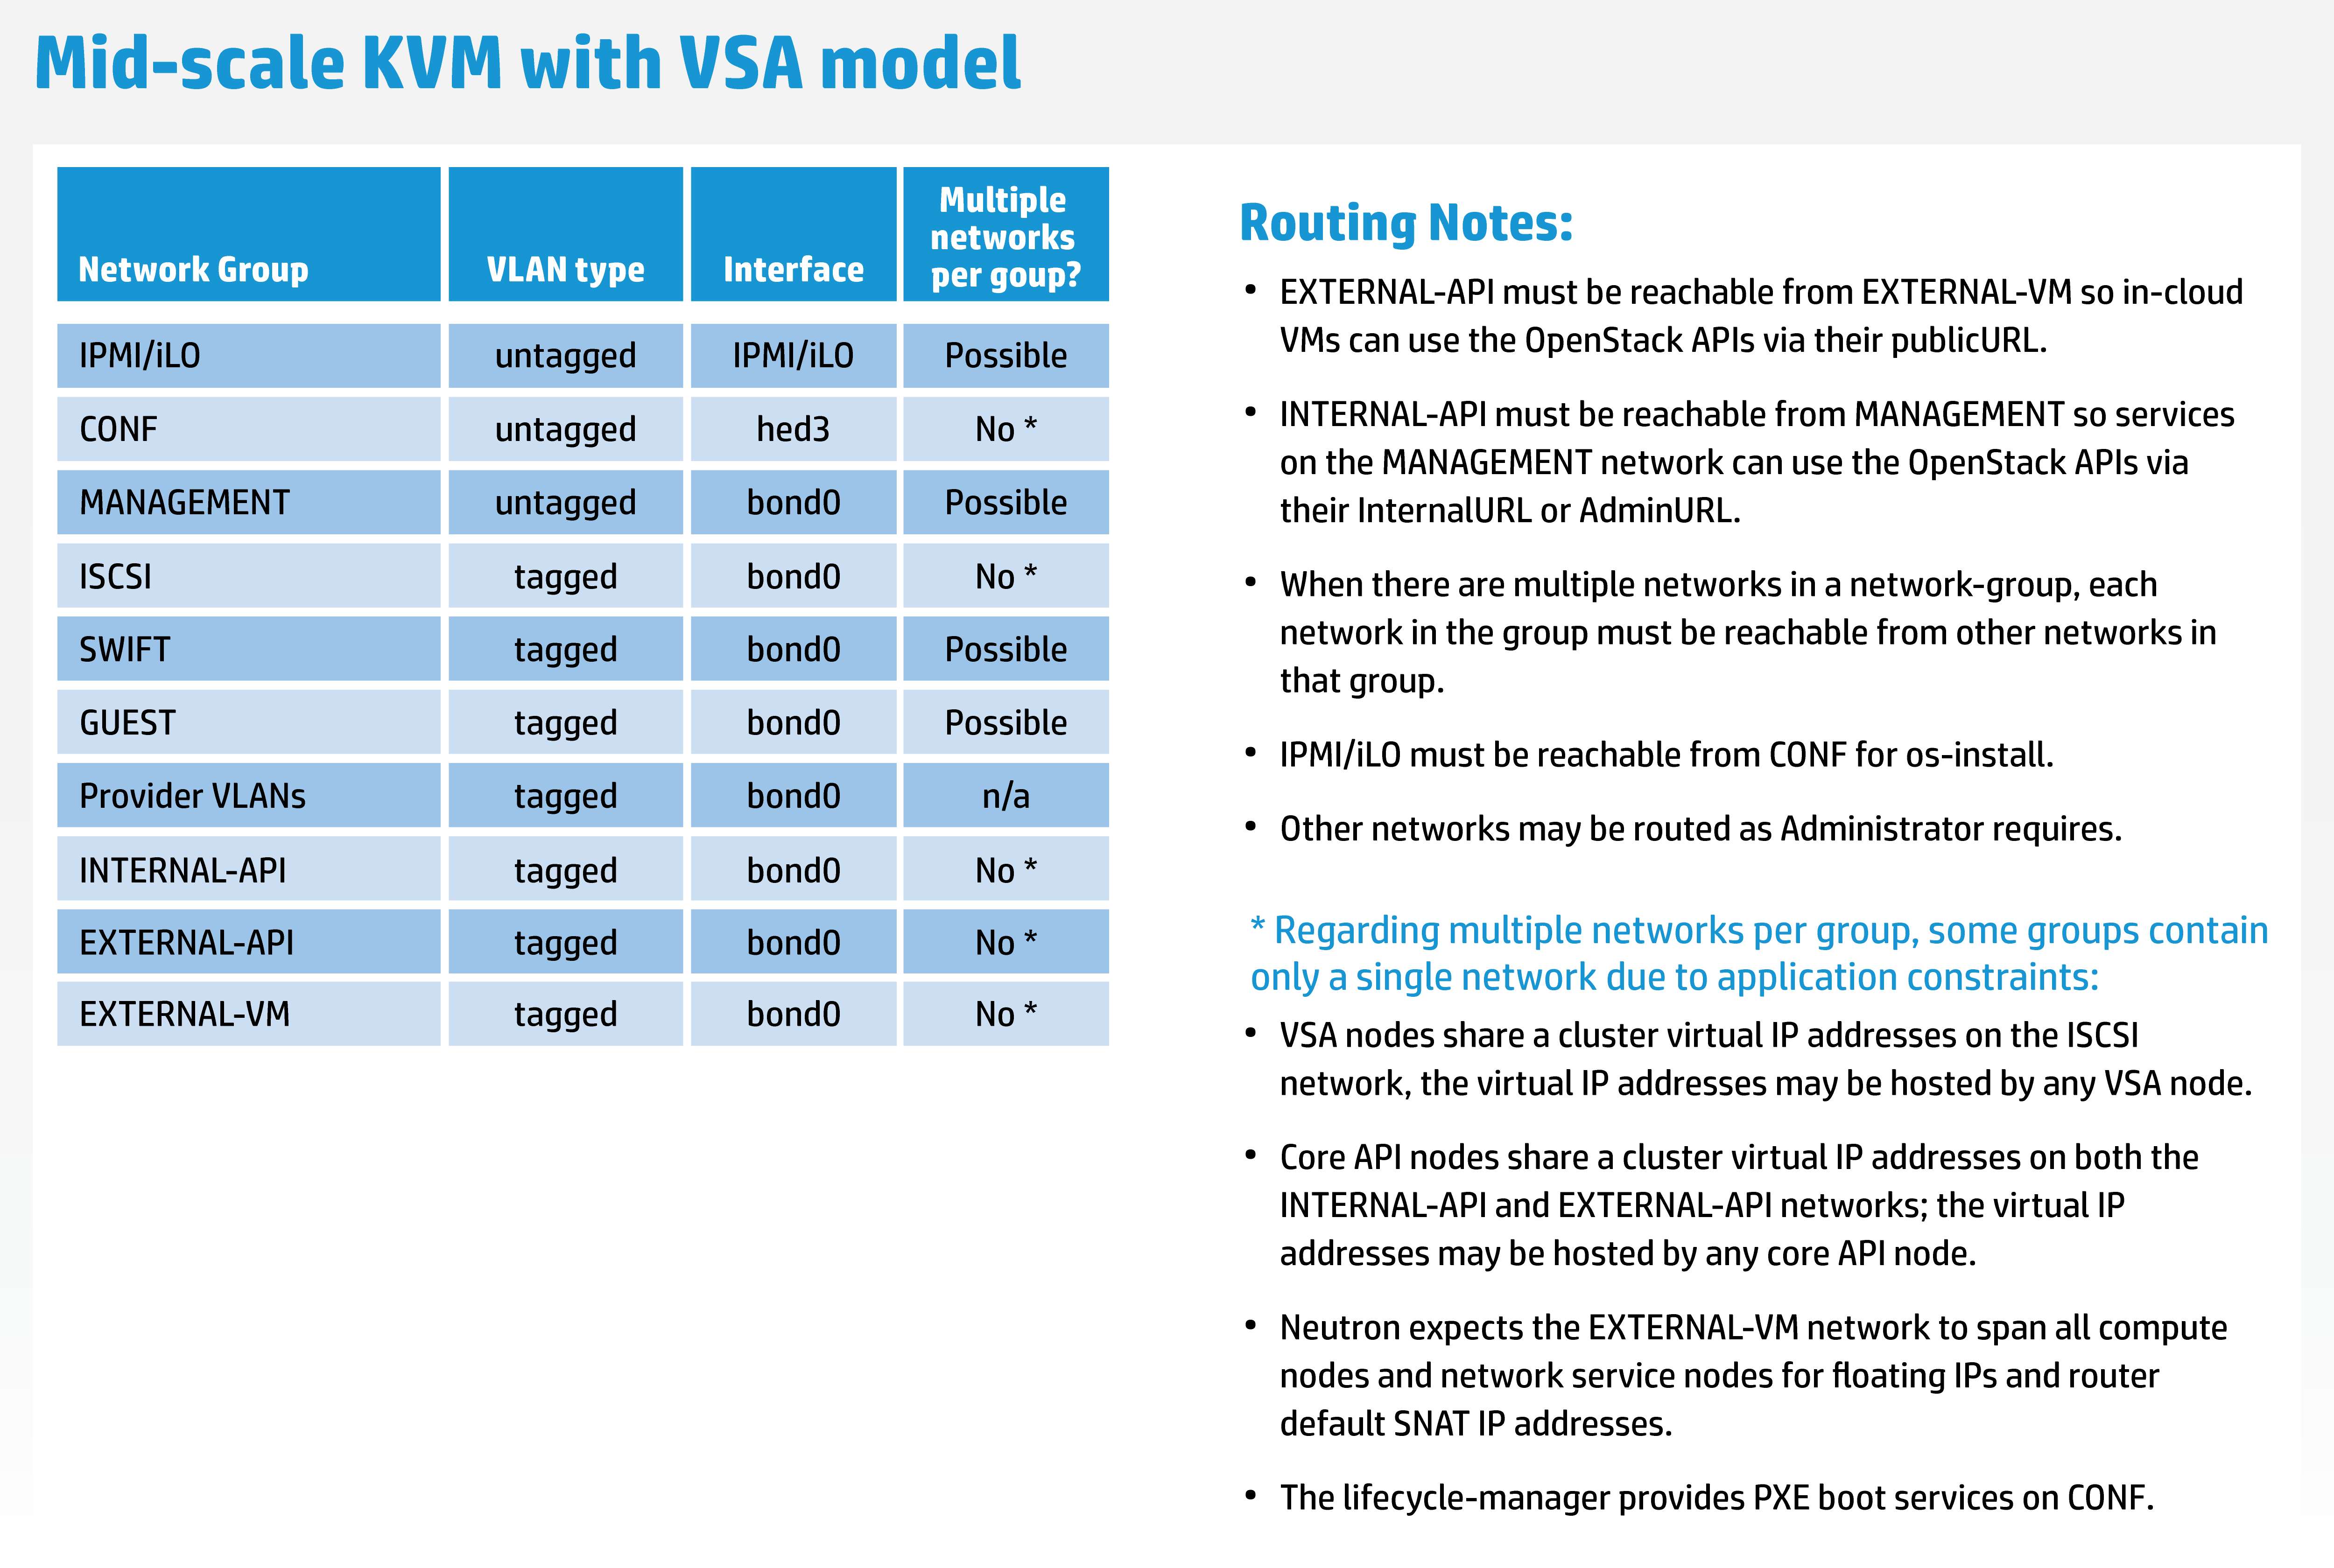 Mid-scale KVM with VSA model
Network Group VLAN type Interface Multiple networks per goup?
IPMI/iLO untagged IPMI/iLO Possible
CONF untagged hed3 No *
MANAGEMENT untagged bond0 Possible
ISCSI tagged bond0 No *
SWIFT tagged bond0 Possible
GUEST tagged bond0 Possible
Provider VLANs tagged bond0 n/a
INTERNAL-API tagged bond0 No *
EXTERNAL-API tagged bond0 No *
EXTERNAL-VM tagged bond0 No *
Routing Notes:
• EXTERNAL-API must be reachable from EXTERNAL-VM so in-cloud
VMs can use the OpenStack APIs via their publicURL.
• INTERNAL-API must be reachable from MANAGEMENT so services
on the MANAGEMENT network can use the OpenStack APIs via
their InternalURL or AdminURL.
• When there are multiple networks in a network-group, each
network in the group must be reachable from other networks in
that group.
• IPMI/iLO must be reachable from CONF for os-install.
• Other networks may be routed as Administrator requires.
* Regarding multiple networks per group, some groups contain
only a single network due to application constraints:
• VSA nodes share a cluster virtual IP addresses on the ISCSI
network, the virtual IP addresses may be hosted by any VSA node.
• Core API nodes share a cluster virtual IP addresses on both the
INTERNAL-API and EXTERNAL-API networks; the virtual IP
addresses may be hosted by any core API node.
• Neutron expects the EXTERNAL-VM network to span all compute
nodes and network service nodes for floating IPs and router
default SNAT IP addresses.
• The lifecycle-manager provides PXE boot services on CONF.